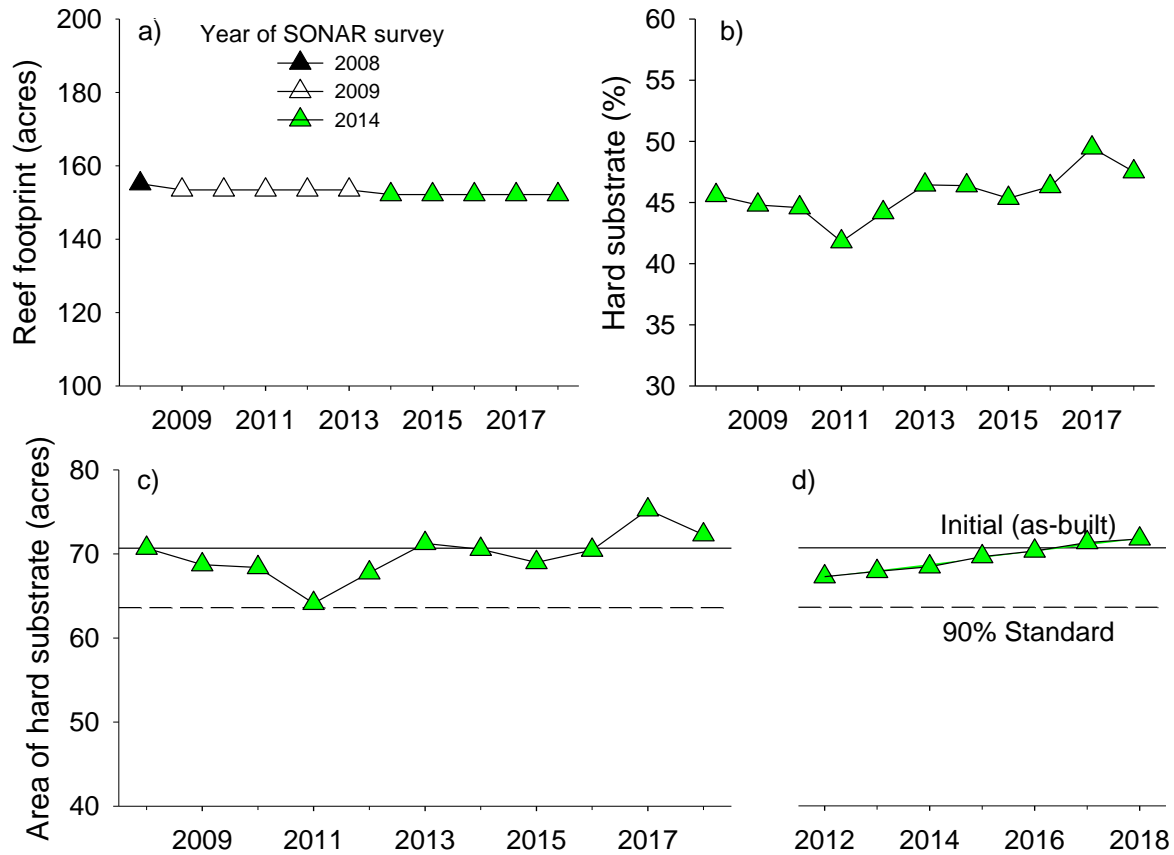 a)
Year of SONAR survey
2008
2009
2014
Reef footprint (acres)
200
180
160
140
120
100
2009 2011 2013 2015 2017
b)
Hard substrate (%)
60
55
50
45
40
35
30
2009 2011 2013 2015 2017
c)
Area of hard substrate (acres)
80
70
60
50
40
2009 2011 2013 2015 2017
d)
Initial (as-built)
90% Standard
2012 2014 2016 2018